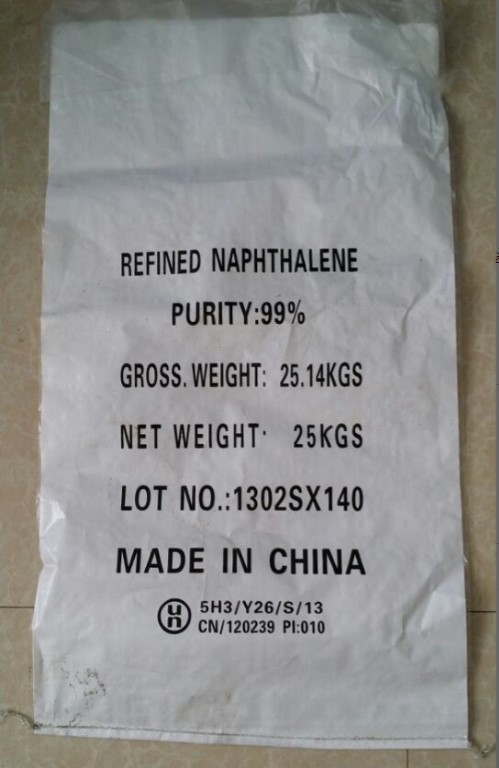 REFINED NAPHTHALENE
PURITY:99%
GROSS.WEIGHT: 25.14KGS
NET WEIGHT· 25KGS
LOT NO.:1302SX140
MADE IN CHINA
un 5H3/Y26/S/13
CN/120239 PI:010